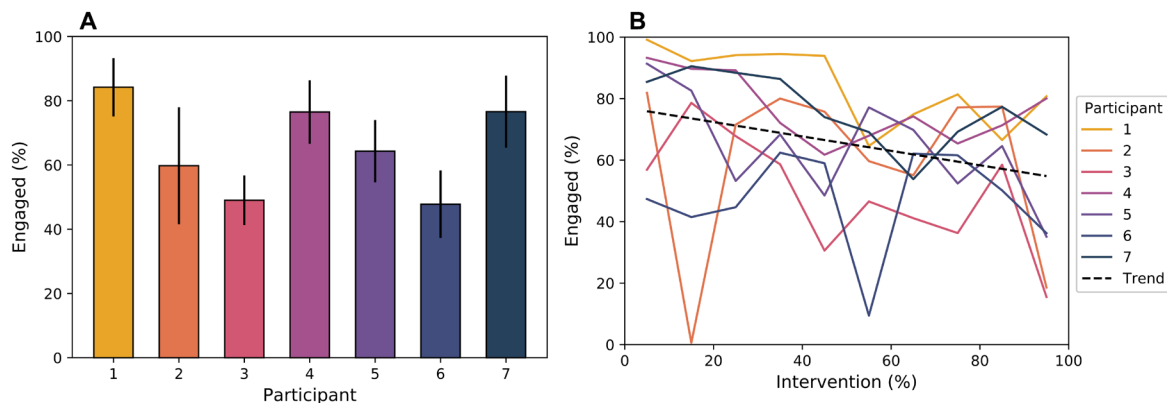 A
Engaged (%)
100
80
60
40
20
0
1 2 3 4 5 6 7
Participant
B
Engaged (%)
100
80
60
40
20
0
0 20 40 60 80 100
Intervention (%)
Participant
1
2
3
4
5
6
7
Trend